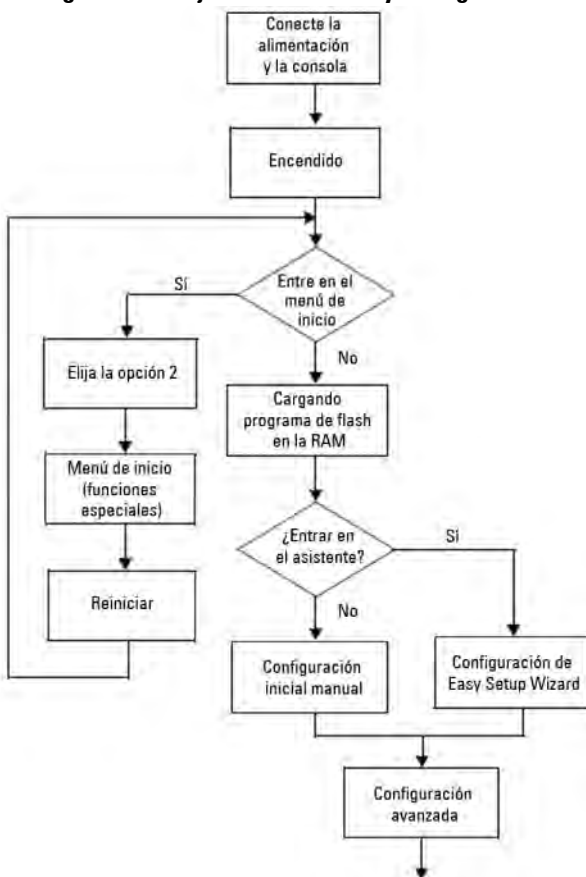 Conecte la
alimentación
y la consola
Encendido
Entre en el
menú de
inicio
Sí
No
Elija la opción 2
Cargando
programa de flash
en la RAM
Menú de inicio
(funciones
especiales)
¿Entrar en
el asistente?
Sí
No
Reiniciar
Configuración
inicial manual
Configuración de
Easy Setup Wizard
Configuración
avanzada